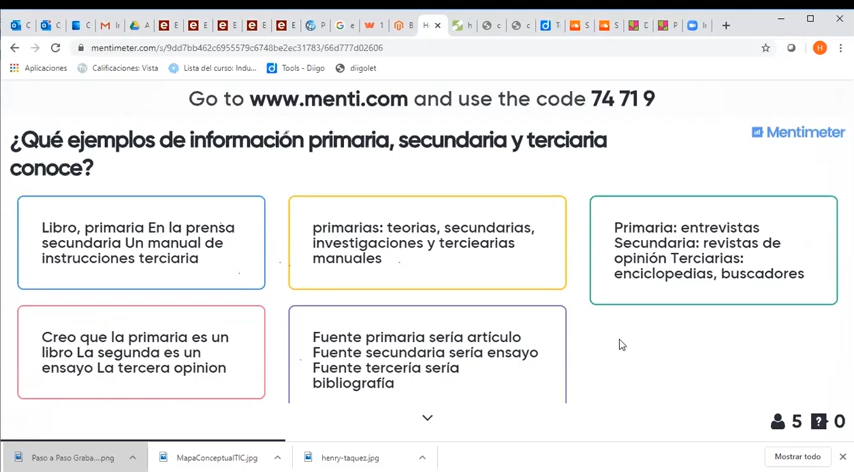 mentimeter.com/s/9dd7bb462c6955579c6748be2ec31783/66d777d02606
Aplicaciones
Calificaciones: Vista
Lista del curso: Indu...
Tools - Diigo
diigolet
Go to www.menti.com and use the code 74 71 9
¿Qué ejemplos de información primaria, secundaria y terciaria
conoce?
Mentimeter
Libro, primaria En la prensa
secundaria Un manual de
instrucciones terciaria
primarias: teorias, secundarias,
investigaciones y terciearias
manuales
Primaria: entrevistas
Secundaria: revistas de
opinión Terciarias:
enciclopedias, buscadores
Creo que la primaria es un
libro La segunda es un
ensayo La tercera opinion
Fuente primaria sería artículo
Fuente secundaria sería ensayo
Fuente tercería sería
bibliografía
5
0
Paso a Paso Graba....png
MapaConceptualTIC.jpg
henry-taquez.jpg
Mostrar todo